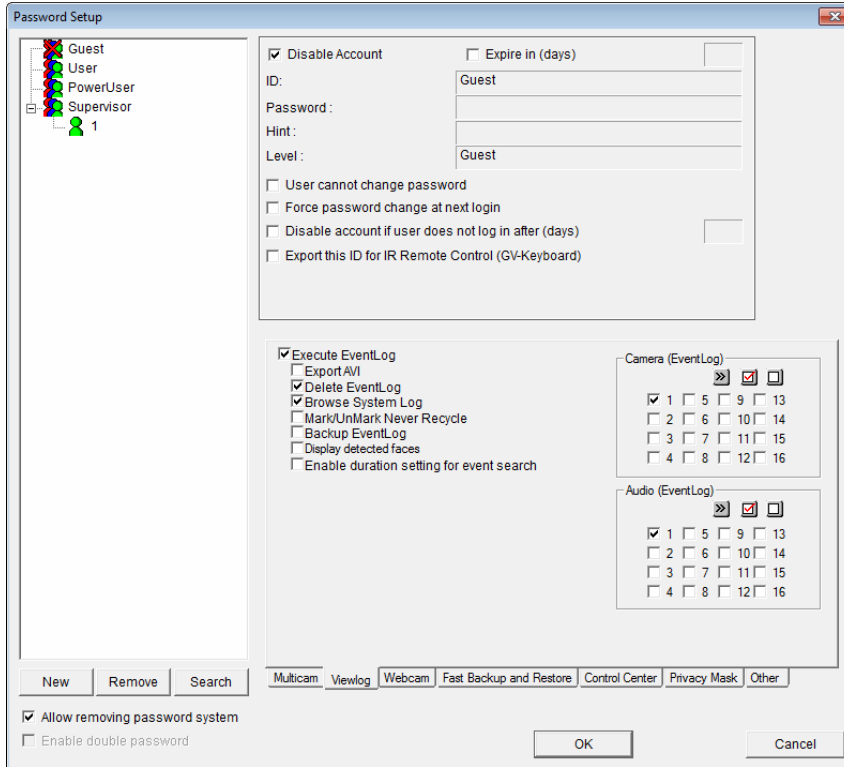 Password Setup
Guest
User
PowerUser
Supervisor
1
Disable Account Expire in (days)
ID: Guest
Password :
Hint :
Level : Guest
User cannot change password
Force password change at next login
Disable account if user does not log in after (days)
Export this ID for IR Remote Control (GV-Keyboard)
Execute EventLog
Export AVI
Delete EventLog
Browse System Log
Mark/UnMark Never Recycle
Backup EventLog
Display detected faces
Enable duration setting for event search
Camera (EventLog)
1 5 9 13
2 6 10 14
3 7 11 15
4 8 12 16
Audio (EventLog)
1 5 9 13
2 6 10 14
3 7 11 15
4 8 12 16
Multicam Viewlog Webcam Fast Backup and Restore Control Center Privacy Mask Other
New Remove Search
Allow removing password system
Enable double password
OK Cancel